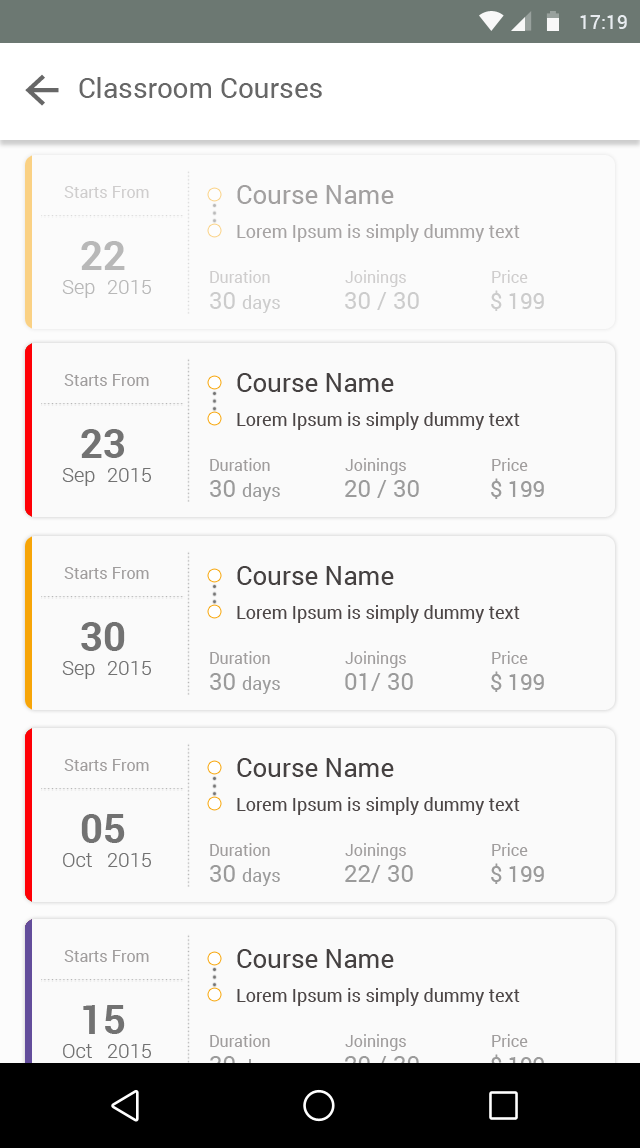 17:19
Classroom Courses
Starts From
22
Sep 2015
Course Name
Lorem Ipsum is simply dummy text
Duration Joinings Price
30 days 30 / 30 $ 199
Starts From
23
Sep 2015
Course Name
Lorem Ipsum is simply dummy text
Duration Joinings Price
30 days 20 / 30 $ 199
Starts From
30
Sep 2015
Course Name
Lorem Ipsum is simply dummy text
Duration Joinings Price
30 days 01/ 30 $ 199
Starts From
05
Oct 2015
Course Name
Lorem Ipsum is simply dummy text
Duration Joinings Price
30 days 22/ 30 $ 199
Starts From
15
Oct 2015
Course Name
Lorem Ipsum is simply dummy text
Duration Joinings Price